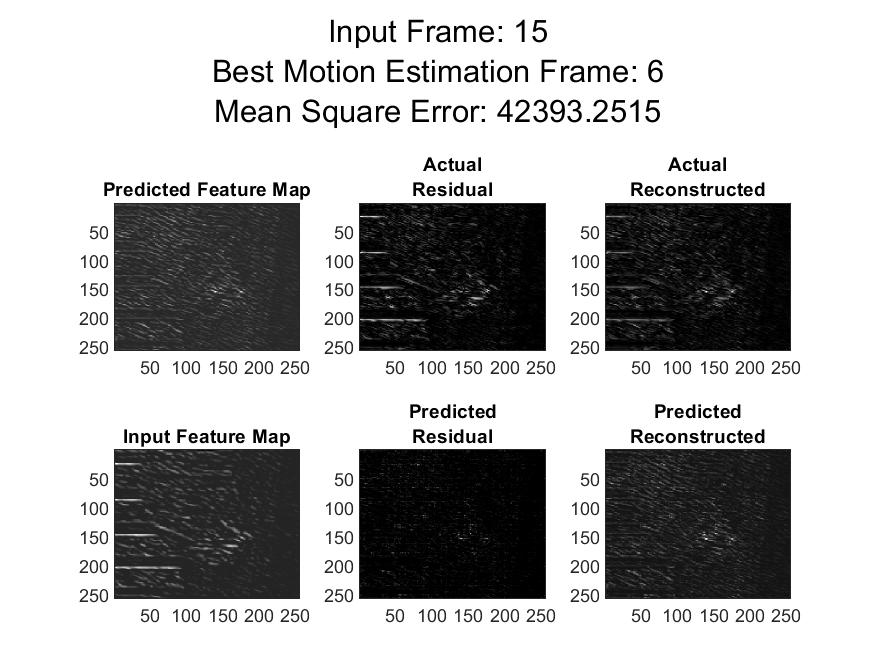 Input Frame: 15
Best Motion Estimation Frame: 6
Mean Square Error: 42393.2515
Predicted Feature Map
50
100
150
200
250
50 100 150 200 250
Actual
Residual
50
100
150
200
250
50 100 150 200 250
Actual
Reconstructed
50
100
150
200
250
50 100 150 200 250
Input Feature Map
50
100
150
200
250
50 100 150 200 250
Predicted
Residual
50
100
150
200
250
50 100 150 200 250
Predicted
Reconstructed
50
100
150
200
250
50 100 150 200 250